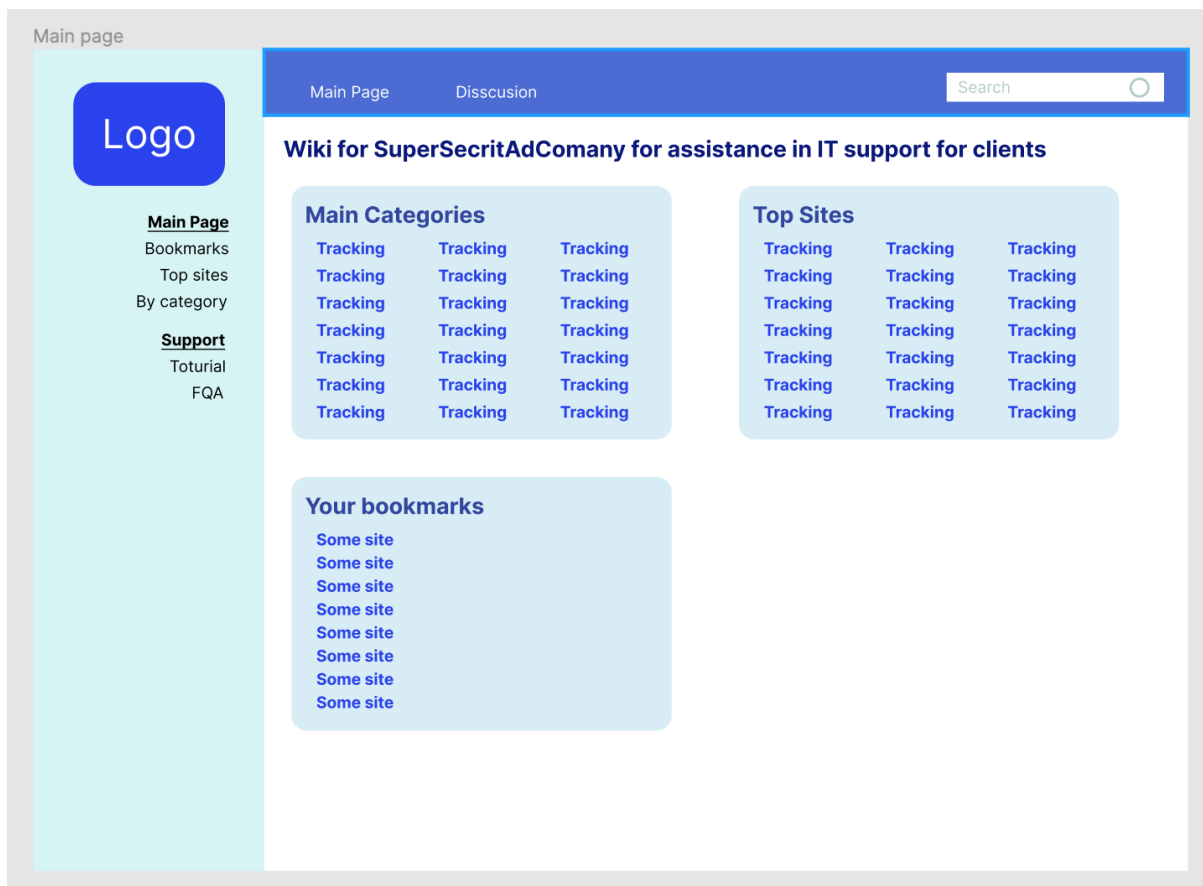 Main page
Logo
Main Page
Bookmarks
Top sites
By category
Support
Toturial
FQA
Main Page Disscusion Search
Wiki for SuperSecritAdComany for assistance in IT support for clients
Main Categories
Tracking Tracking Tracking
Tracking Tracking Tracking
Tracking Tracking Tracking
Tracking Tracking Tracking
Tracking Tracking Tracking
Tracking Tracking Tracking
Tracking Tracking Tracking
Top Sites
Tracking Tracking Tracking
Tracking Tracking Tracking
Tracking Tracking Tracking
Tracking Tracking Tracking
Tracking Tracking Tracking
Tracking Tracking Tracking
Tracking Tracking Tracking
Your bookmarks
Some site
Some site
Some site
Some site
Some site
Some site
Some site
Some site